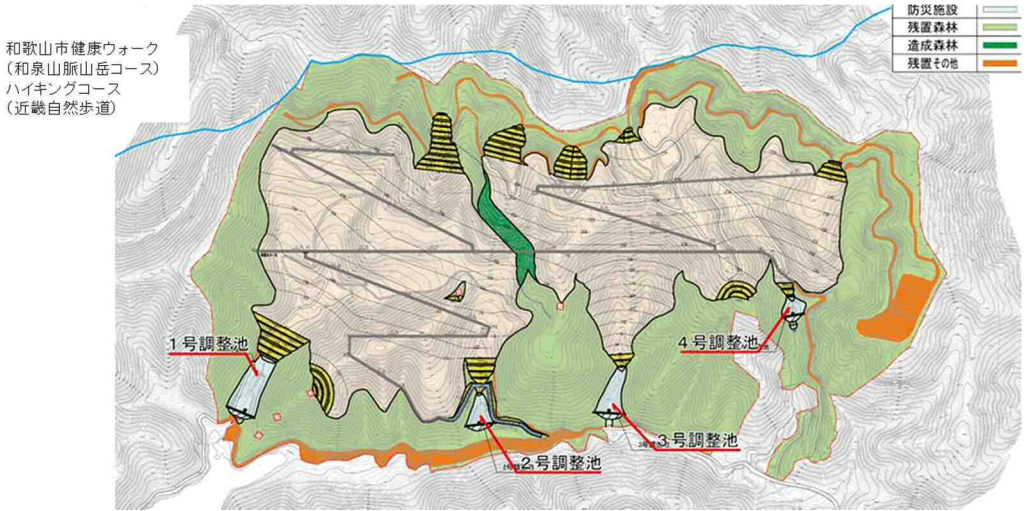 和歌山市健康ウォーク
（和泉山脈山岳コース）
ハイキングコース
（近畿自然歩道）
防災施設
残置森林
造成森林
残置その他
1号調整池
4号調整池
3号調整池
2号調整池